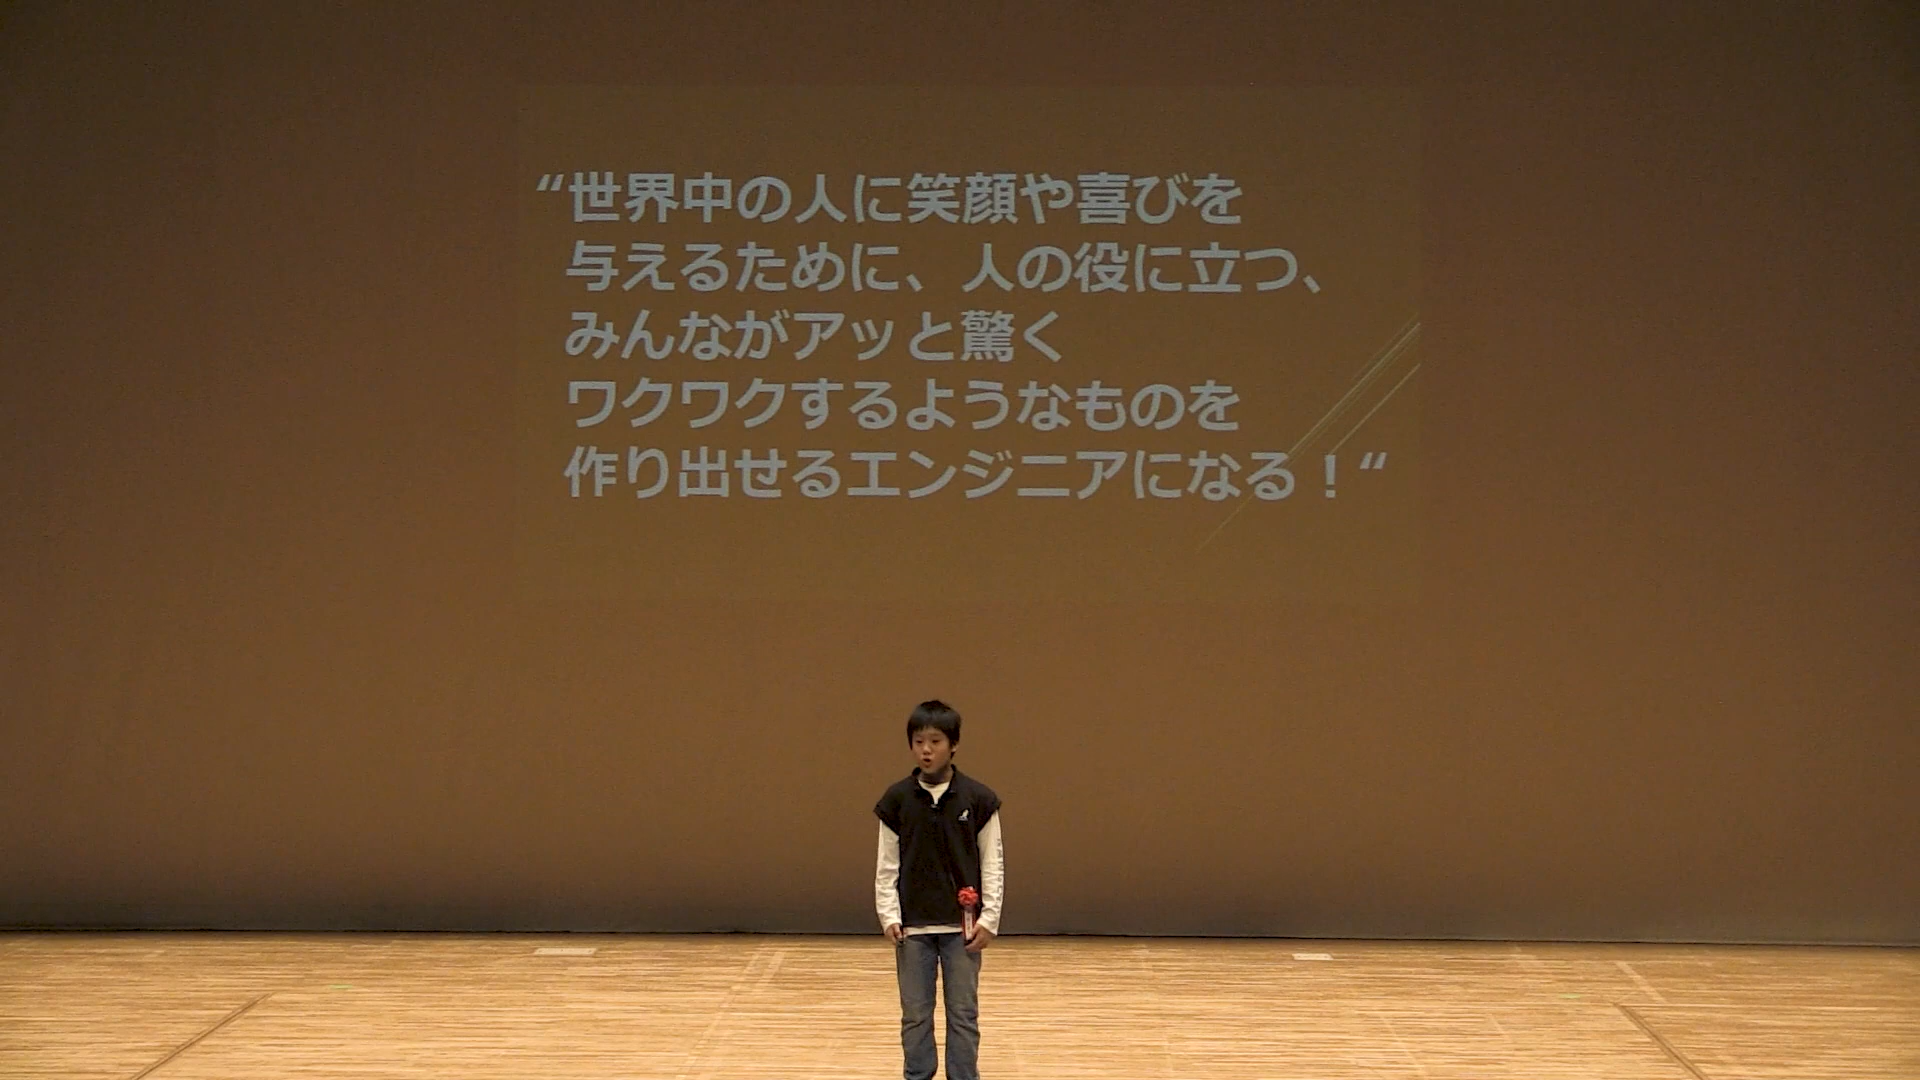 “世界中の人に笑顔や喜びを
与えるために、人の役に立つ、
みんながアッと驚く
ワクワクするようなものを
作り出せるエンジニアになる！“